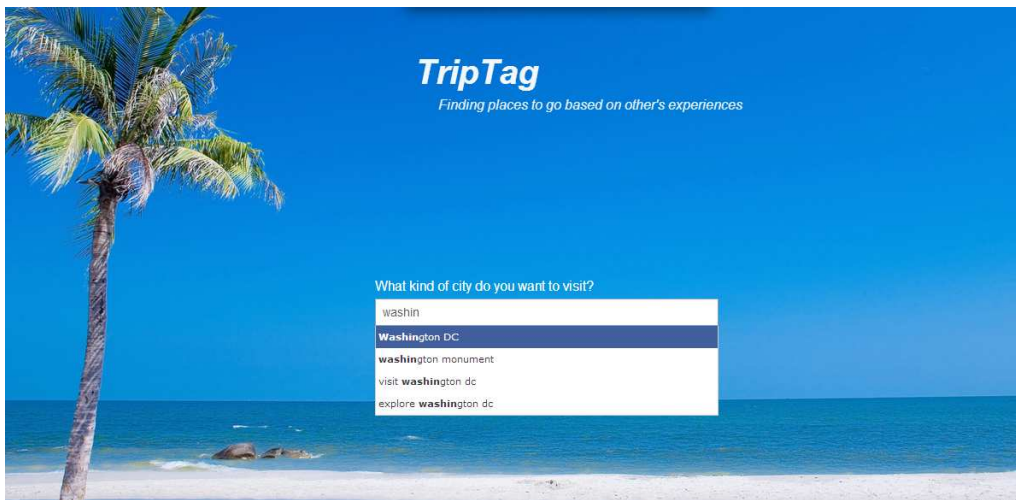 TripTag
Finding places to go based on other's experiences
What kind of city do you want to visit?
washin
Washington DC
washington monument
visit washington dc
explore washington dc